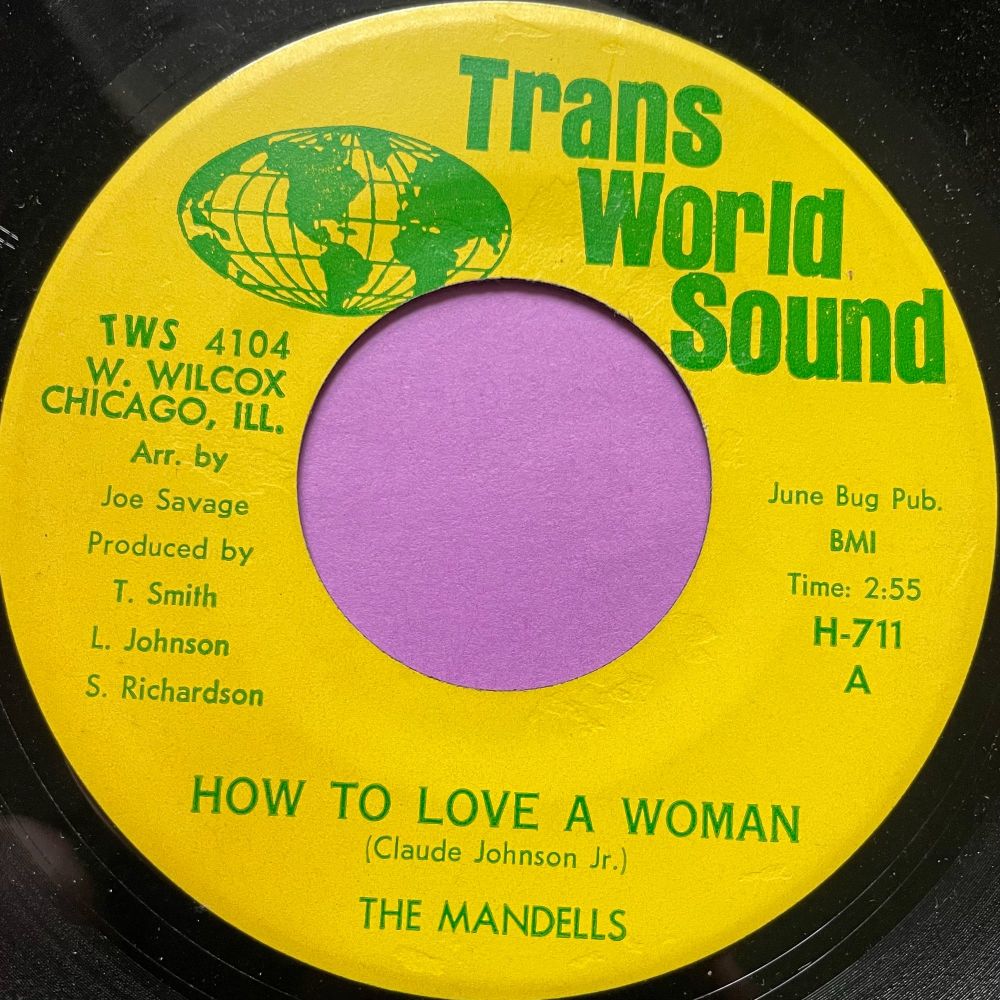 Trans
World
Sound
TWS 4104
W. WILCOX
CHICAGO, ILL.
Arr. by
Joe Savage
Produced by
T. Smith
L. Johnson
S. Richardson
June Bug Pub.
BMI
Time: 2:55
H-711
A
HOW TO LOVE A WOMAN
(Claude Johnson Jr.)
THE MANDELLS